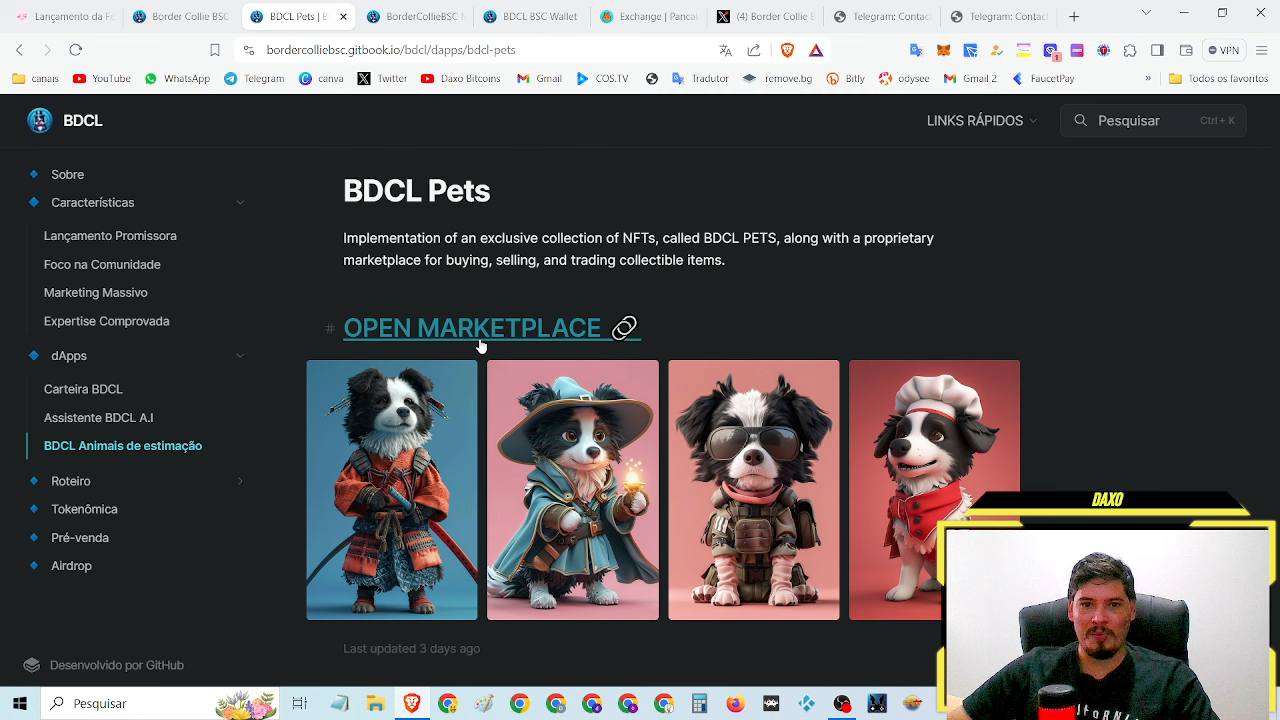 Lançamento da Fe
Border Collie BSC
BDCL Pets | B
BorderCollieBSC
BDCL BSC Wallet
Exchange | Panca
(4) Border Collie B
Telegram: Contac
Telegram: Contac
bordercolliebsc.gitbook.io/bdcl/dapps/bdcl-pets
1
VPN
canais
YouTube
WhatsApp
Telegram
canva
Twitter
Daxo Bitcoins
Gmail
COS.TV
Tradutor
remove.bg
Bitly
odysee
Gmail 2
FaucetPay
»
Todos os favoritos
BDCL
LINKS RÁPIDOS
Pesquisar
Ctrl + K
Sobre
Características
Lançamento Promissora
Foco na Comunidade
Marketing Massivo
Expertise Comprovada
dApps
Carteira BDCL
Assistente BDCL A.I
BDCL Animais de estimação
Roteiro
Tokenômica
Pré-venda
Airdrop
Desenvolvido por GitHub
BDCL Pets
Implementation of an exclusive collection of NFTs, called BDCL PETS, along with a proprietary
marketplace for buying, selling, and trading collectible items.
# OPEN MARKETPLACE
Last updated 3 days ago
DAXO
Pesquisar